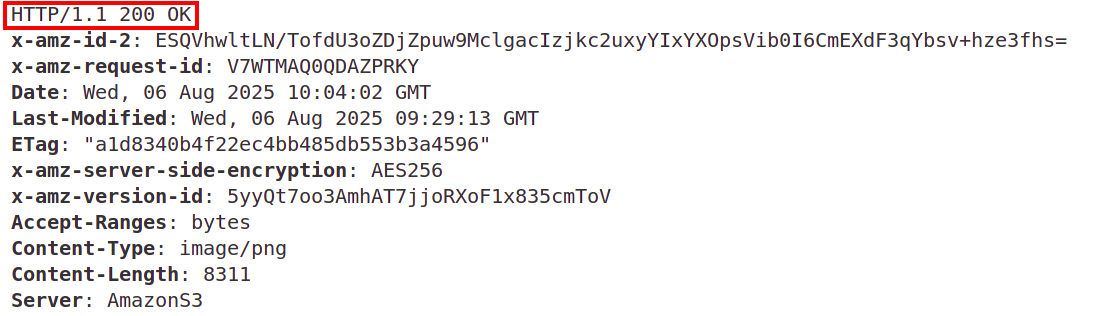 HTTP/1.1 200 OK
x-amz-id-2: ESQVhwltLN/TofdU3oZDjZpuw9MclgacIzjkc2uxyYIxYXOpsVib0I6CmEXdF3qYbsv+hze3fhs=
x-amz-request-id: V7WTMAQ0QDAZPRKY
Date: Wed, 06 Aug 2025 10:04:02 GMT
Last-Modified: Wed, 06 Aug 2025 09:29:13 GMT
ETag: "a1d8340b4f22ec4bb485db553b3a4596"
x-amz-server-side-encryption: AES256
x-amz-version-id: 5yyQt7oo3AmhAT7jjoRXoF1x835cmToV
Accept-Ranges: bytes
Content-Type: image/png
Content-Length: 8311
Server: AmazonS3